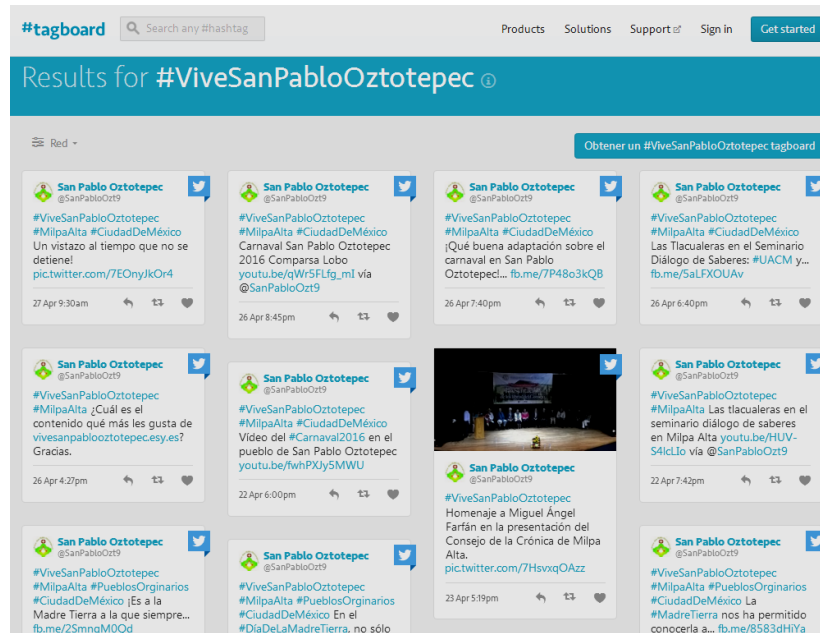 #tagboard
Search any #hashtag
Products
Solutions
Support
Sign in
Get started
Results for #ViveSanPabloOztotepec
Red
Obtener un #ViveSanPabloOztotepec tagboard
San Pablo Oztotepec
@SanPabloOzt9
#ViveSanPabloOztotepec
#MilpaAlta #CiudadDeMéxico
Un vistazo al tiempo que no se
detiene!
pic.twitter.com/7EOnyJkOr4
27 Apr 9:30am
San Pablo Oztotepec
@SanPabloOzt9
#ViveSanPabloOztotepec
#MilpaAlta #CiudadDeMéxico
Carnaval San Pablo Oztotepec
2016 Comparsa Lobo
youtu.be/qWr5FLfg_mI vía
@SanPabloOzt9
26 Apr 8:45pm
San Pablo Oztotepec
@SanPabloOzt9
#ViveSanPabloOztotepec
#MilpaAlta #CiudadDeMéxico
¡Qué buena adaptación sobre el
carnaval en San Pablo
Oztotepec!... fb.me/7P48o3kQB
26 Apr 7:40pm
San Pablo Oztotepec
@SanPabloOzt9
#ViveSanPabloOztotepec
#MilpaAlta #CiudadDeMéxico
Las Tlacualeras en el Seminario
Diálogo de Saberes: #UACM y...
fb.me/5aLFXOUAv
26 Apr 6:40pm
San Pablo Oztotepec
@SanPabloOzt9
#ViveSanPabloOztotepec
#MilpaAlta ¿Cuál es el
contenido qué más les gusta de
vivesanpablooztotepec.esy.es?
Gracias.
26 Apr 4:27pm
San Pablo Oztotepec
@SanPabloOzt9
#ViveSanPabloOztotepec
#MilpaAlta #CiudadDeMéxico
Vídeo del #Carnaval2016 en el
pueblo de San Pablo Oztotepec
youtu.be/fwhPXJy5MWU
22 Apr 6:00pm
San Pablo Oztotepec
@SanPabloOzt9
#ViveSanPabloOztotepec
Homenaje a Miguel Ángel
Farfán en la presentación del
Consejo de la Crónica de Milpa
Alta.
pic.twitter.com/7HsvxqOAzz
23 Apr 5:19pm
San Pablo Oztotepec
@SanPabloOzt9
#ViveSanPabloOztotepec
#MilpaAlta Las tlacualeras en el
seminario diálogo de saberes
en Milpa Alta youtu.be/HUV-
S4lcLIo vía @SanPabloOzt9
22 Apr 7:42pm
San Pablo Oztotepec
@SanPabloOzt9
#ViveSanPabloOztotepec
#MilpaAlta #PueblosOrginarios
#CiudadDeMéxico ¡Es a la
Madre Tierra a la que siempre...
fb.me/2SmnqM0Qd
San Pablo Oztotepec
@SanPabloOzt9
#ViveSanPabloOztotepec
#MilpaAlta #PueblosOrginarios
#CiudadDeMéxico En el
#DíaDeLaMadreTierra, no sólo
San Pablo Oztotepec
@SanPabloOzt9
#ViveSanPabloOztotepec
#MilpaAlta #PueblosOrginarios
#CiudadDeMéxico La
#MadreTierra nos ha permitido
conocerla a... fb.me/8583dHiYa